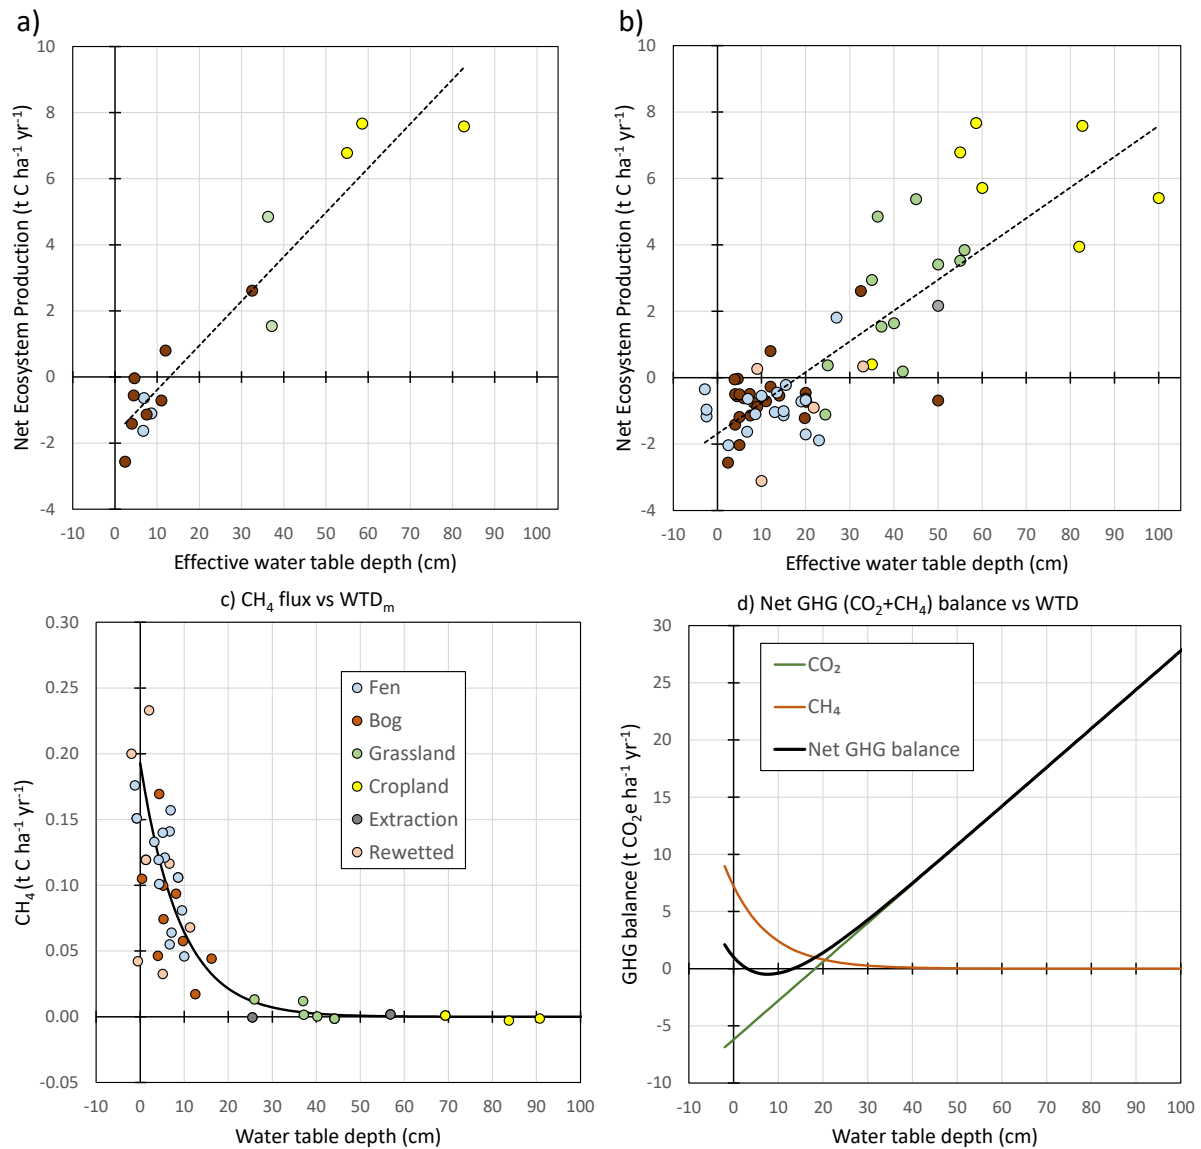 a)
10
8
6
4
2
0
-2
-4
Net Ecosystem Production (t C ha⁻¹ yr⁻¹)
-10 0 10 20 30 40 50 60 70 80 90 100
Effective water table depth (cm)
b)
10
8
6
4
2
0
-2
-4
Net Ecosystem Production (t C ha⁻¹ yr⁻¹)
-10 0 10 20 30 40 50 60 70 80 90 100
Effective water table depth (cm)
c) CH₄ flux vs WTDₘ
0.30
0.25
0.20
0.15
0.10
0.05
0.00
-0.05
CH₄ (t C ha⁻¹ yr⁻¹)
Fen
Bog
Grassland
Cropland
Extraction
Rewetted
-10 0 10 20 30 40 50 60 70 80 90 100
Water table depth (cm)
d) Net GHG (CO₂+CH₄) balance vs WTD
30
25
20
15
10
5
0
-5
-10
GHG balance (t CO₂e ha⁻¹ yr⁻¹)
CO₂
CH₄
Net GHG balance
-10 0 10 20 30 40 50 60 70 80 90 100
Water table depth (cm)